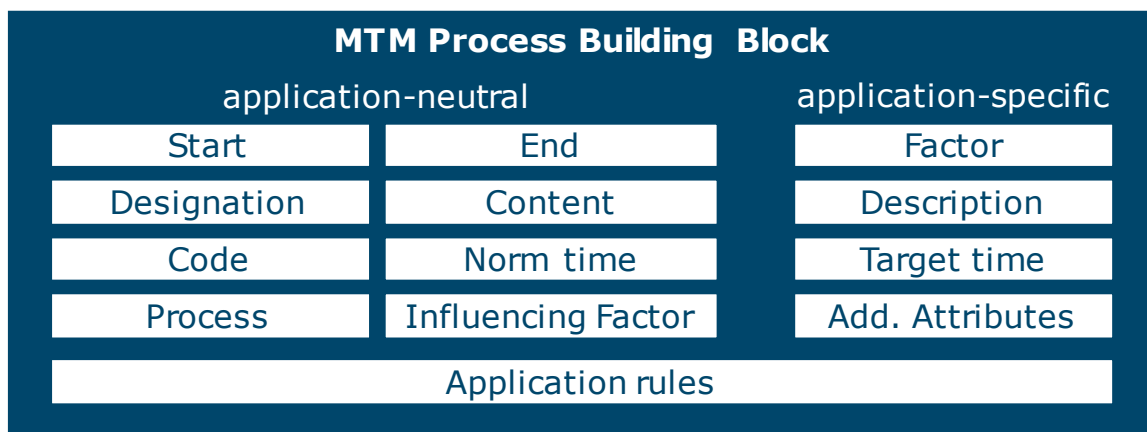 MTM Process Building Block
application-neutral application-specific
Start End Factor
Designation Content Description
Code Norm time Target time
Process Influencing Factor Add. Attributes
Application rules